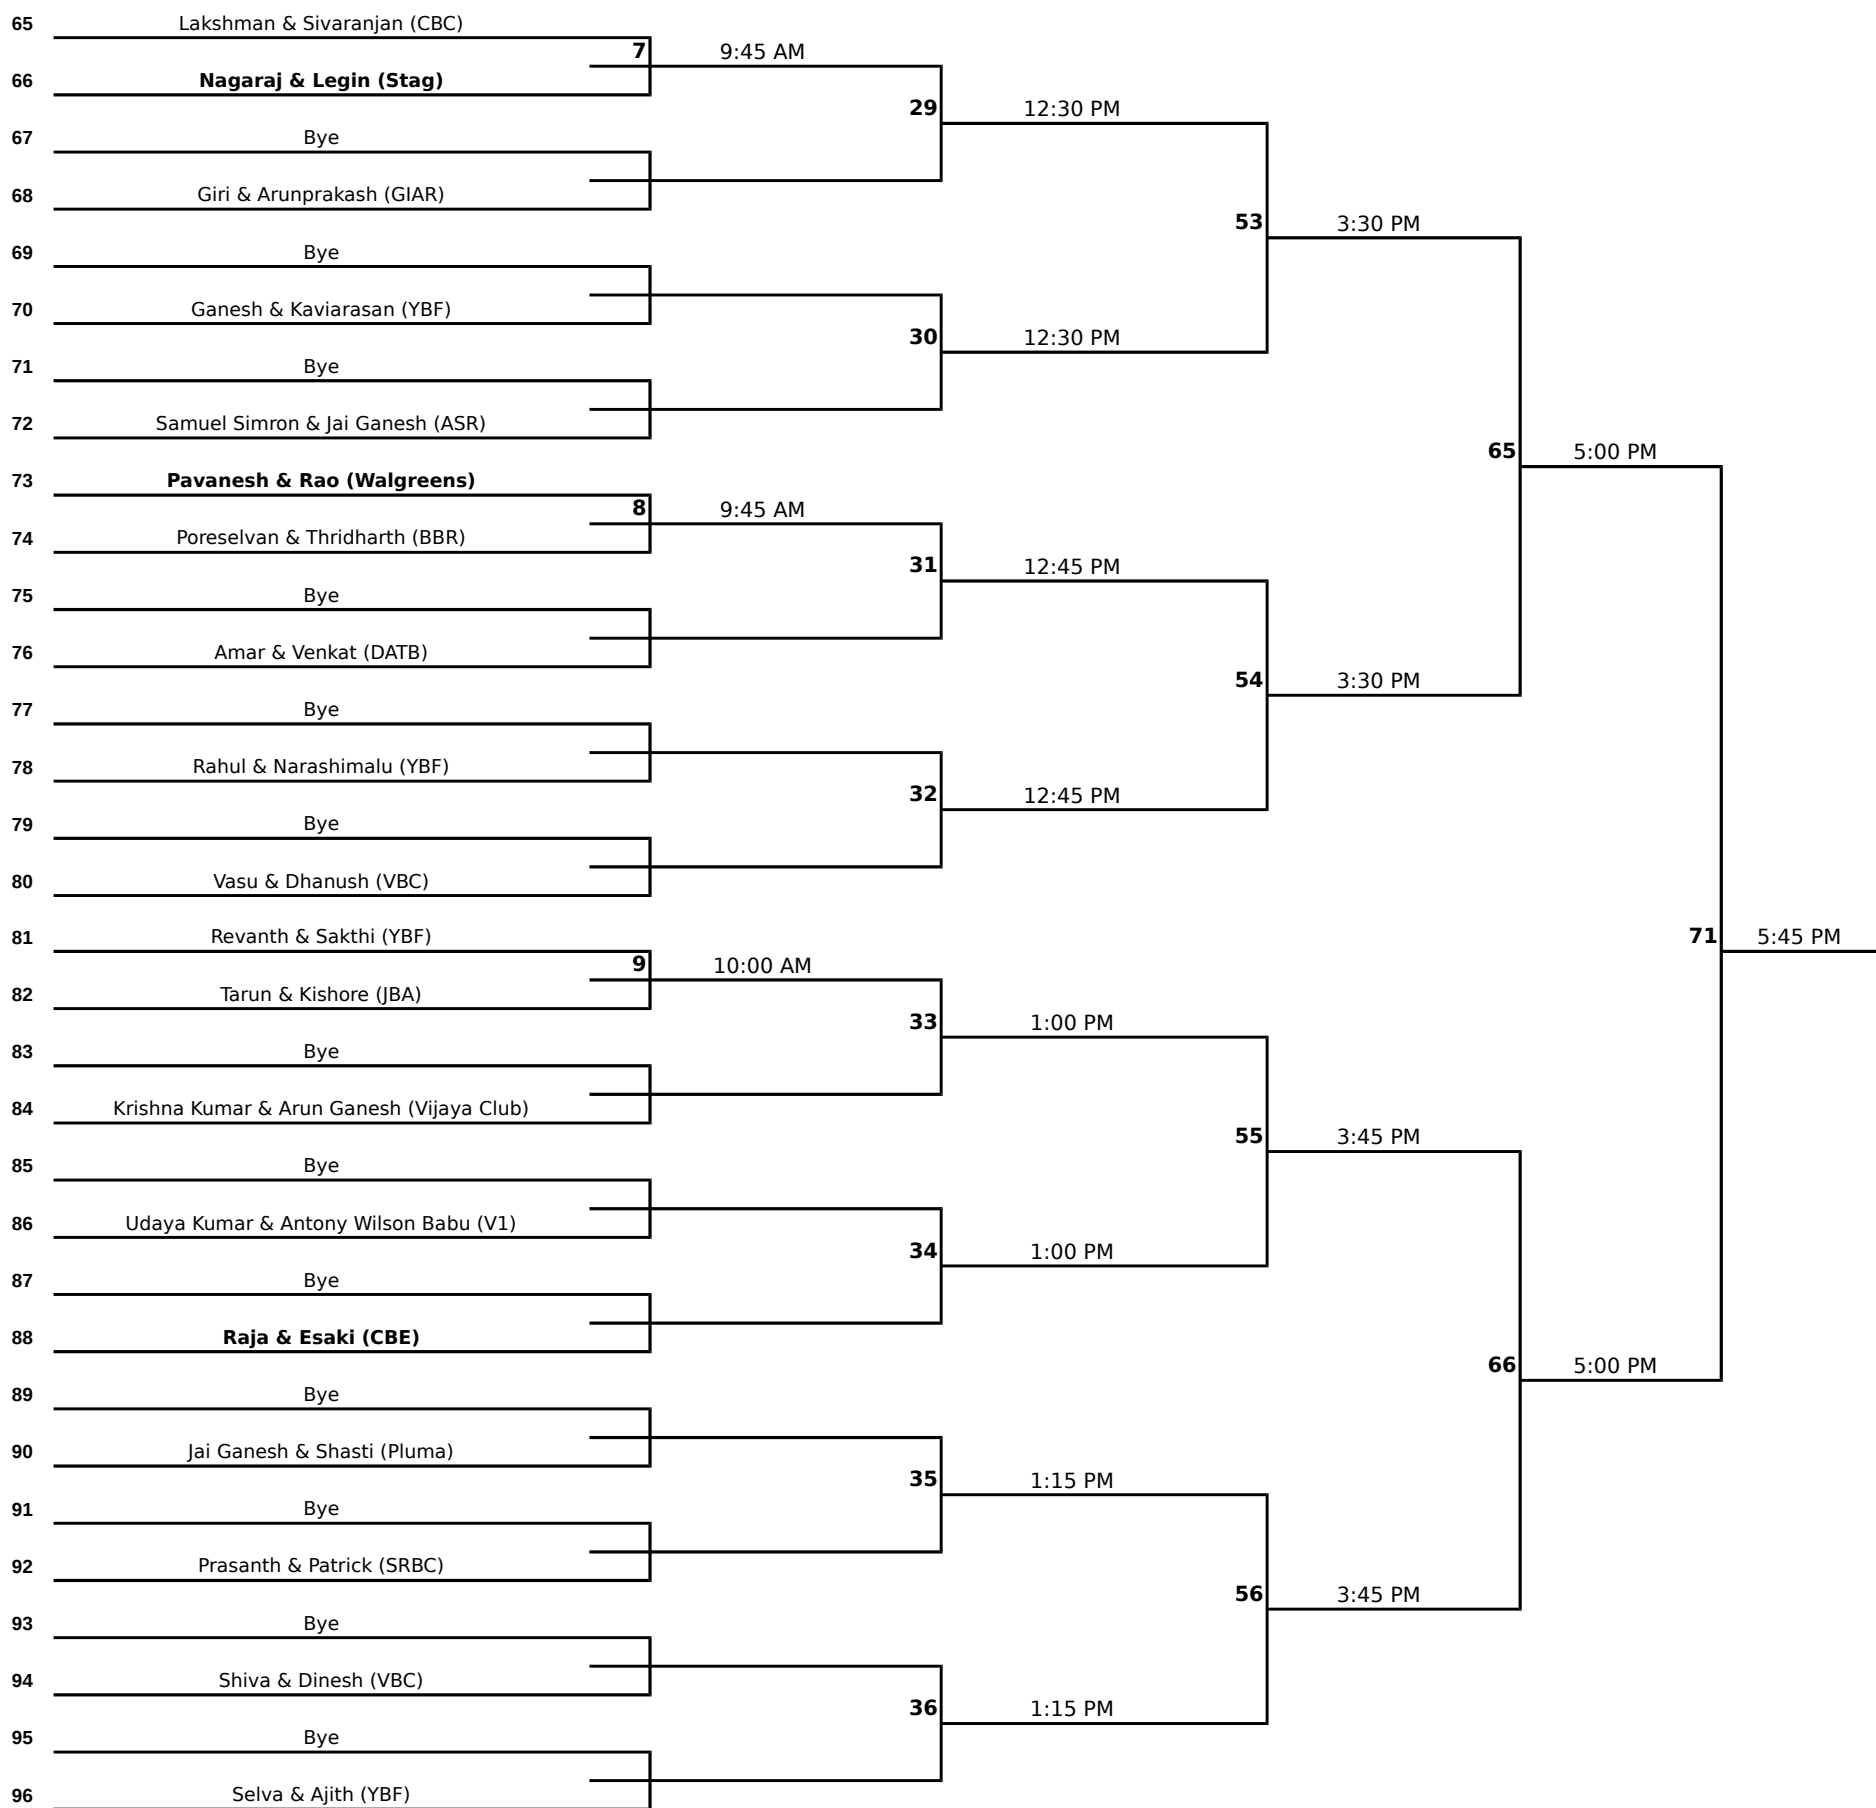 65 Lakshman & Sivaranjan (CBC)
7 9:45 AM
66 Nagaraj & Legin (Stag)
29 12:30 PM
67 Bye
68 Giri & Arunprakash (GIAR)
53 3:30 PM
69 Bye
70 Ganesh & Kaviarasan (YBF)
30 12:30 PM
71 Bye
72 Samuel Simron & Jai Ganesh (ASR)
65 5:00 PM
73 Pavanesh & Rao (Walgreens)
8 9:45 AM
74 Poreselvan & Thridharth (BBR)
31 12:45 PM
75 Bye
76 Amar & Venkat (DATB)
54 3:30 PM
77 Bye
78 Rahul & Narashimalu (YBF)
32 12:45 PM
79 Bye
80 Vasu & Dhanush (VBC)
81 Revanth & Sakthi (YBF)
71 5:45 PM
9 10:00 AM
82 Tarun & Kishore (JBA)
33 1:00 PM
83 Bye
84 Krishna Kumar & Arun Ganesh (Vijaya Club)
55 3:45 PM
85 Bye
86 Udaya Kumar & Antony Wilson Babu (V1)
34 1:00 PM
87 Bye
88 Raja & Esaki (CBE)
66 5:00 PM
89 Bye
90 Jai Ganesh & Shasti (Pluma)
35 1:15 PM
91 Bye
92 Prasanth & Patrick (SRBC)
56 3:45 PM
93 Bye
94 Shiva & Dinesh (VBC)
36 1:15 PM
95 Bye
96 Selva & Ajith (YBF)